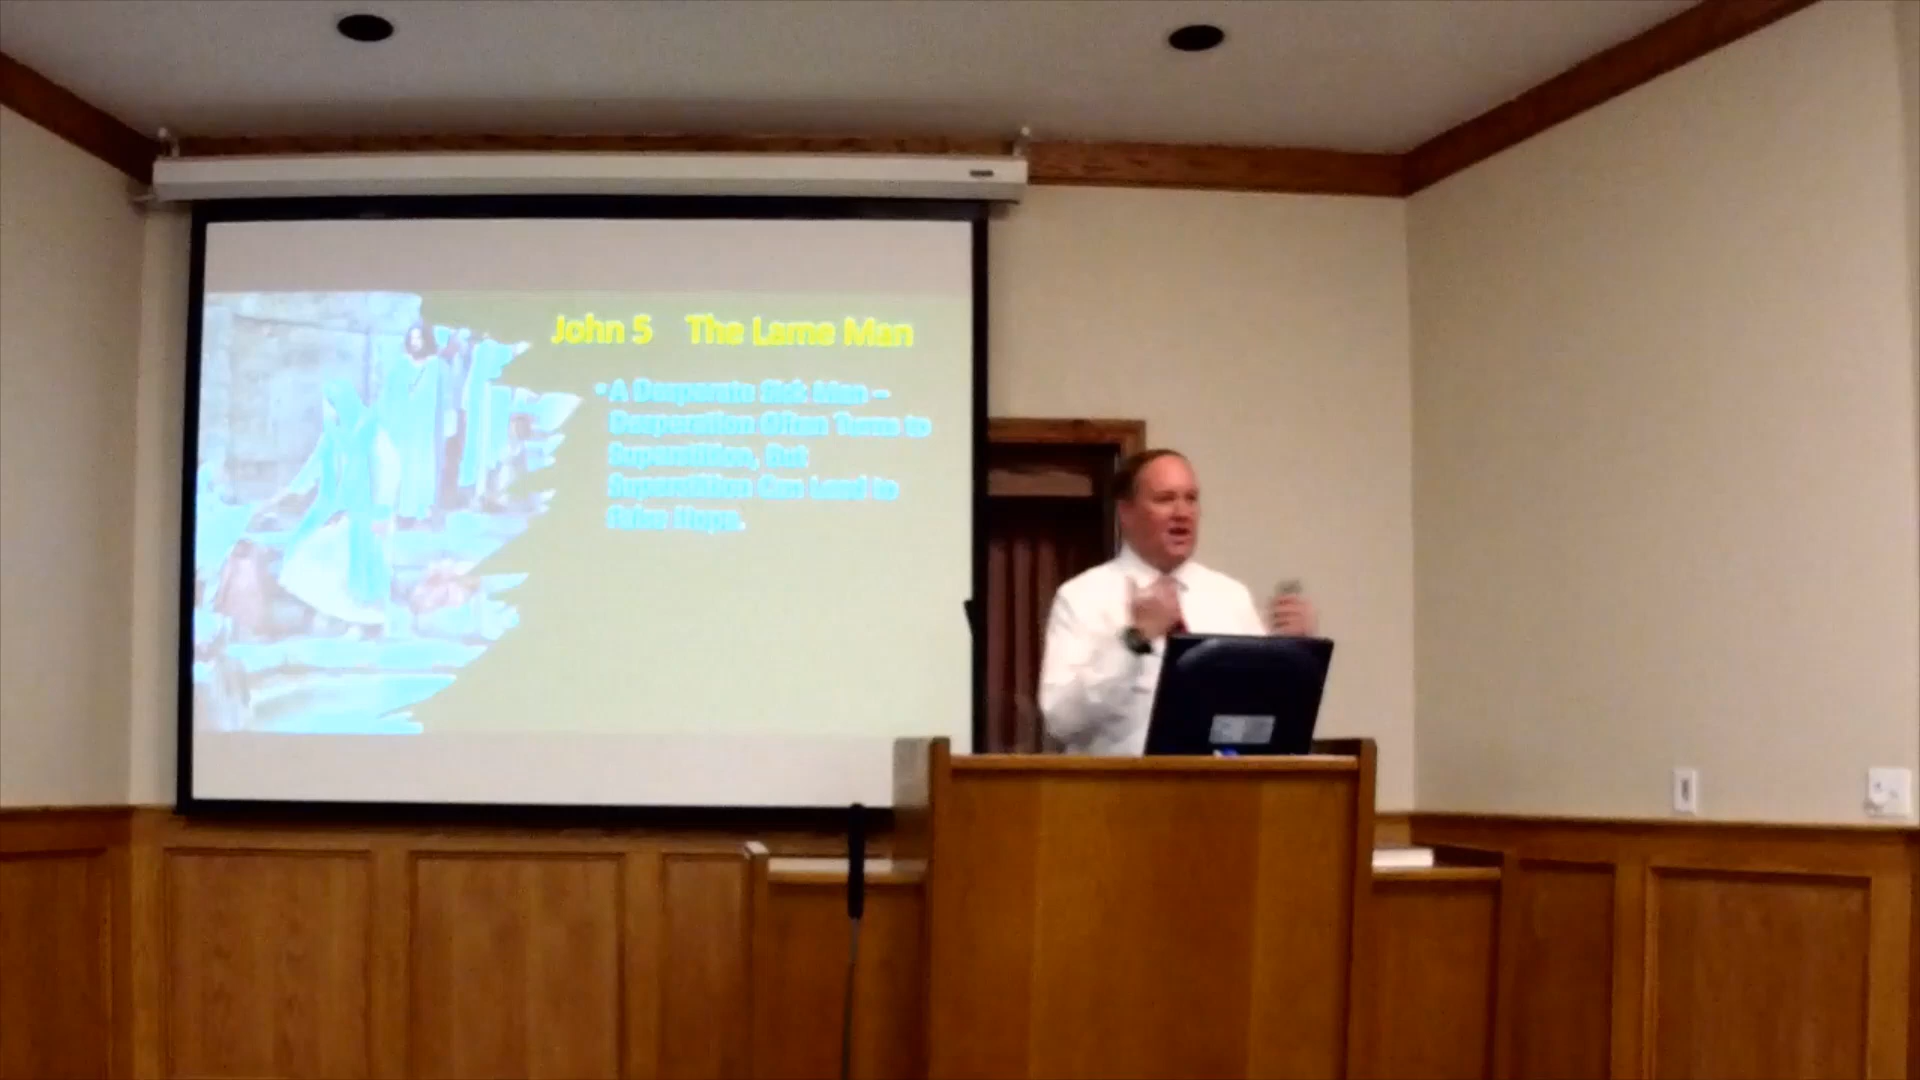 John 5 The Lame Man
• A Desperate Sick Man –
Desperation Often Turns to
Superstition, But
Superstition Can Lead to
False Hope.